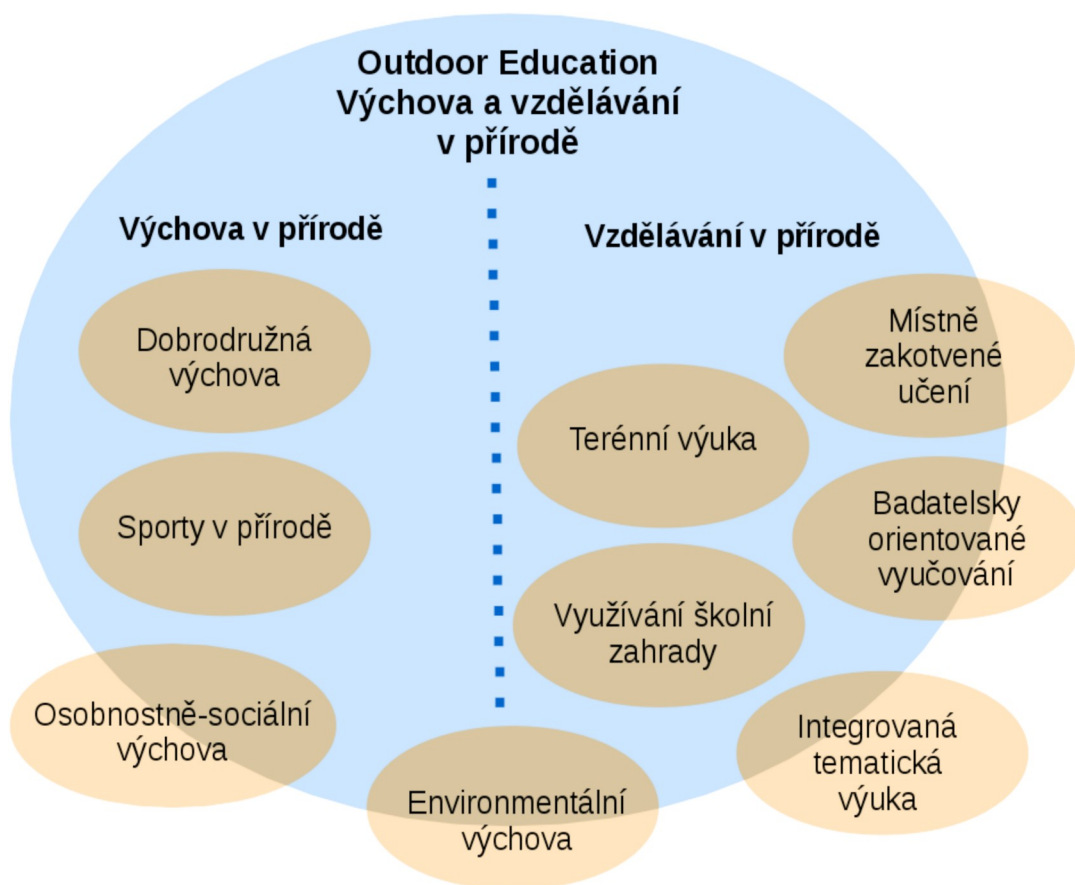 Outdoor Education
Výchova a vzdělávání
v přírodě
Výchova v přírodě
Dobrodružná
výchova
Sporty v přírodě
Osobnostně-sociální
výchova
Environmentální
výchova
Vzdělávání v přírodě
Místně
zakotvené
učení
Terénní výuka
Badatelsky
orientované
vyučování
Využívání školní
zahrady
Integrovaná
tematická
výuka